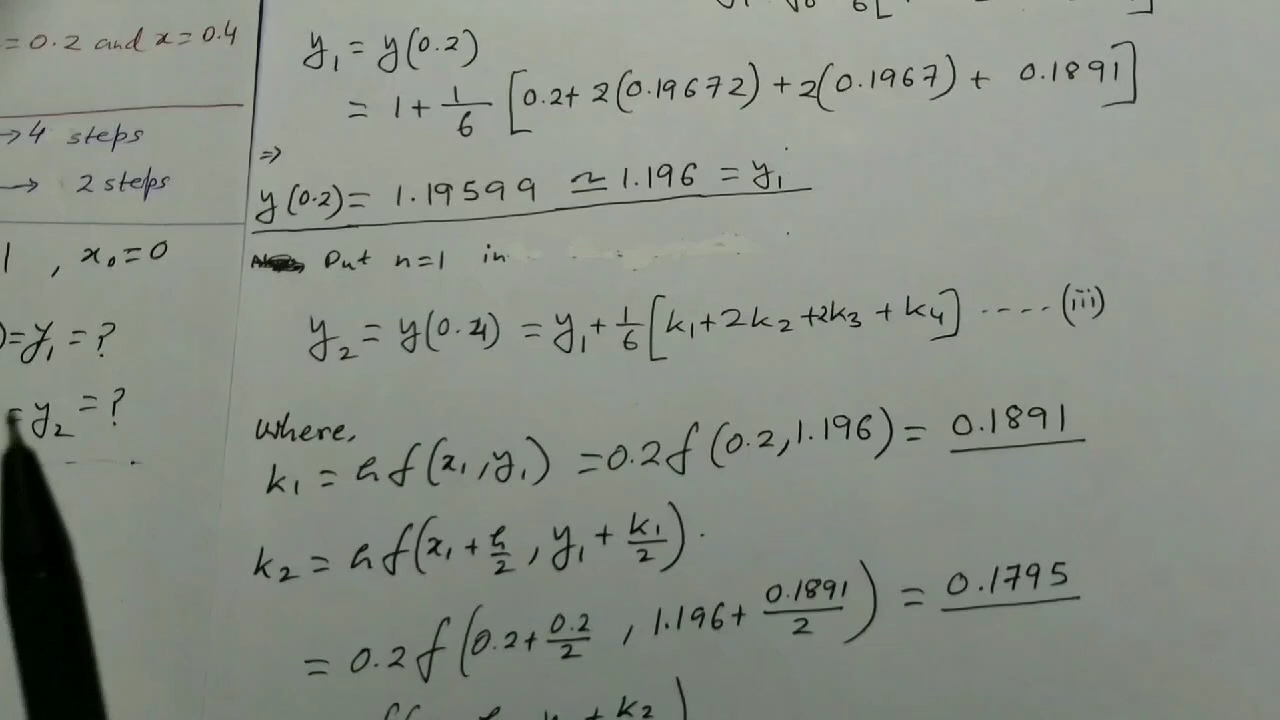 = 0.2 and x = 0.4
→ 4 steps
→ 2 steps
1 , x₀ = 0
) = y₁ = ?
= y₂ = ?
y₁ = y(0.2)
= 1 + 1/6 [0.2 + 2(0.19672) + 2(0.1967) + 0.1891]
⇒
y(0.2) = 1.19599 ≃ 1.196 = y₁
Put n=1 in
y₂ = y(0.4) = y₁ + 1/6 [k₁ + 2k₂ + 2k₃ + k₄] ---- (iii)
where,
k₁ = hf(x₁, y₁) = 0.2f(0.2, 1.196) = 0.1891
k₂ = hf(x₁ + h/2, y₁ + k₁/2).
= 0.2f(0.2 + 0.2/2, 1.196 + 0.1891/2) = 0.1795